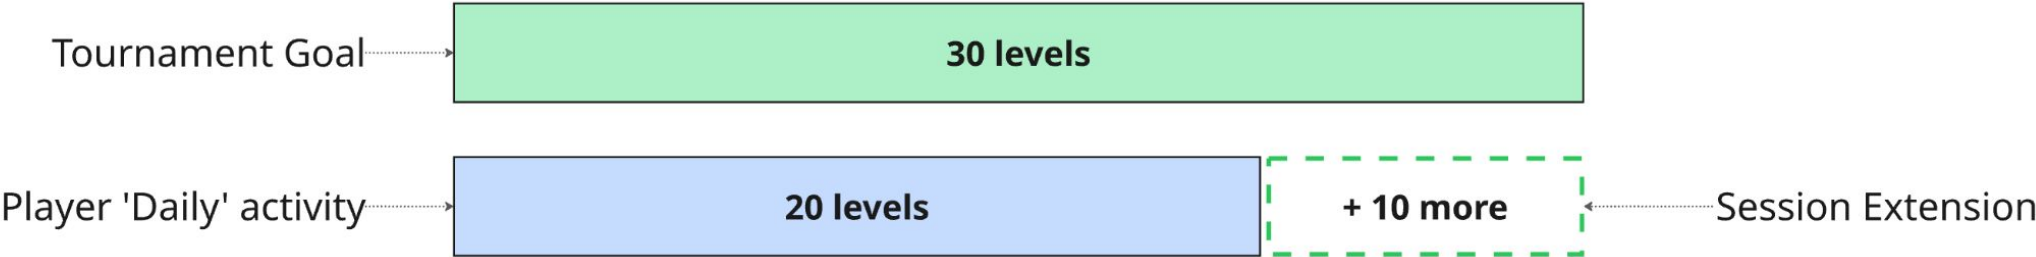 Tournament Goal
30 levels
Player 'Daily' activity
20 levels
+ 10 more
Session Extension